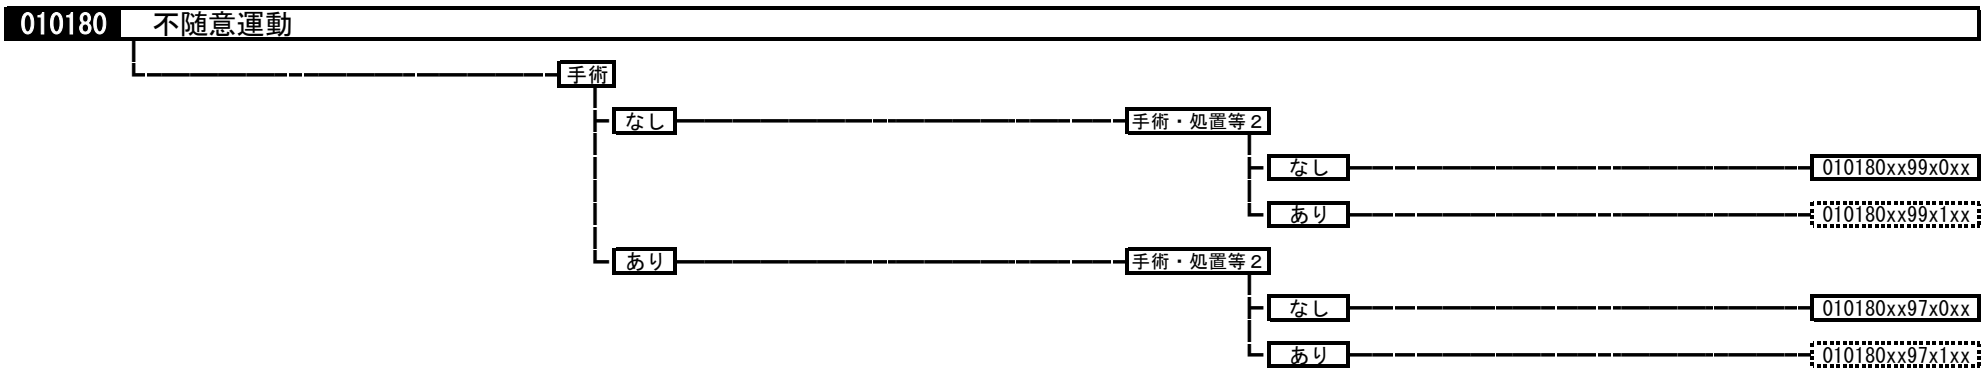 010180 不随意運動
手術
なし 手術・処置等２
なし 010180xx99x0xx
あり 010180xx99x1xx
あり 手術・処置等２
なし 010180xx97x0xx
あり 010180xx97x1xx